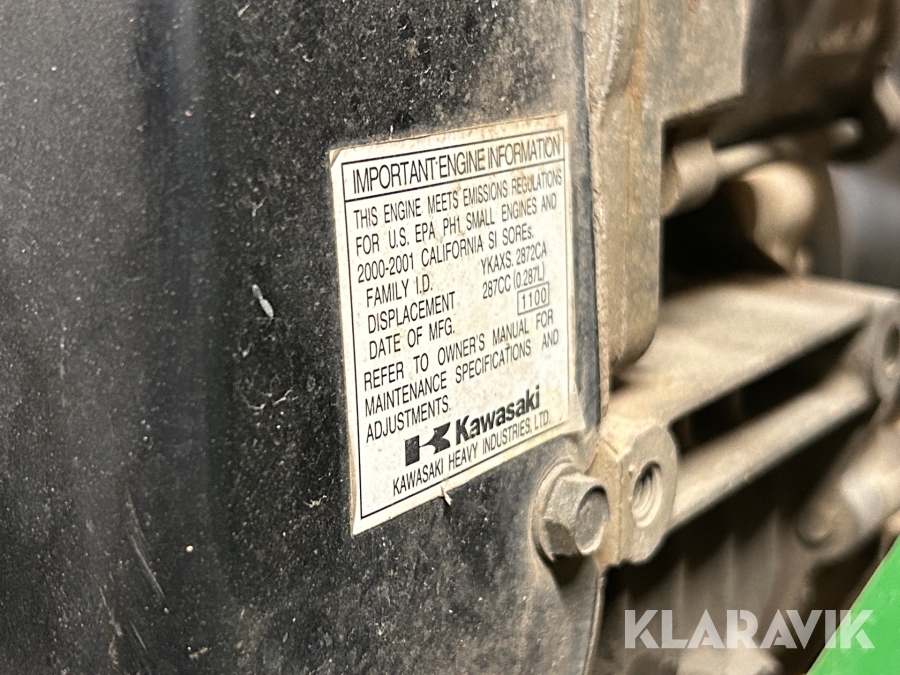 IMPORTANT ENGINE INFORMATION
THIS ENGINE MEETS EMISSIONS REGULATIONS
FOR U.S. EPA PH1 SMALL ENGINES AND
2000-2001 CALIFORNIA SI SOREs.
FAMILY I.D. YKAXS. 2872CA
DISPLACEMENT 287CC (0.287L)
DATE OF MFG. 1100
REFER TO OWNER'S MANUAL FOR
MAINTENANCE SPECIFICATIONS AND
ADJUSTMENTS.
Kawasaki
KAWASAKI HEAVY INDUSTRIES, LTD.
KLARAVIK